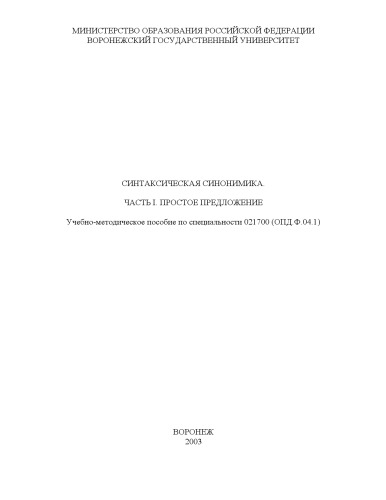 МИНИСТЕРСТВО ОБРАЗОВАНИЯ РОССИЙСКОЙ ФЕДЕРАЦИИ
ВОРОНЕЖСКИЙ ГОСУДАРСТВЕННЫЙ УНИВЕРСИТЕТ
СИНТАКСИЧЕСКАЯ СИНОНИМИКА.
ЧАСТЬ I. ПРОСТОЕ ПРЕДЛОЖЕНИЕ
Учебно-методическое пособие по специальности 021700 (ОПД.Ф.04.1)
ВОРОНЕЖ
2003